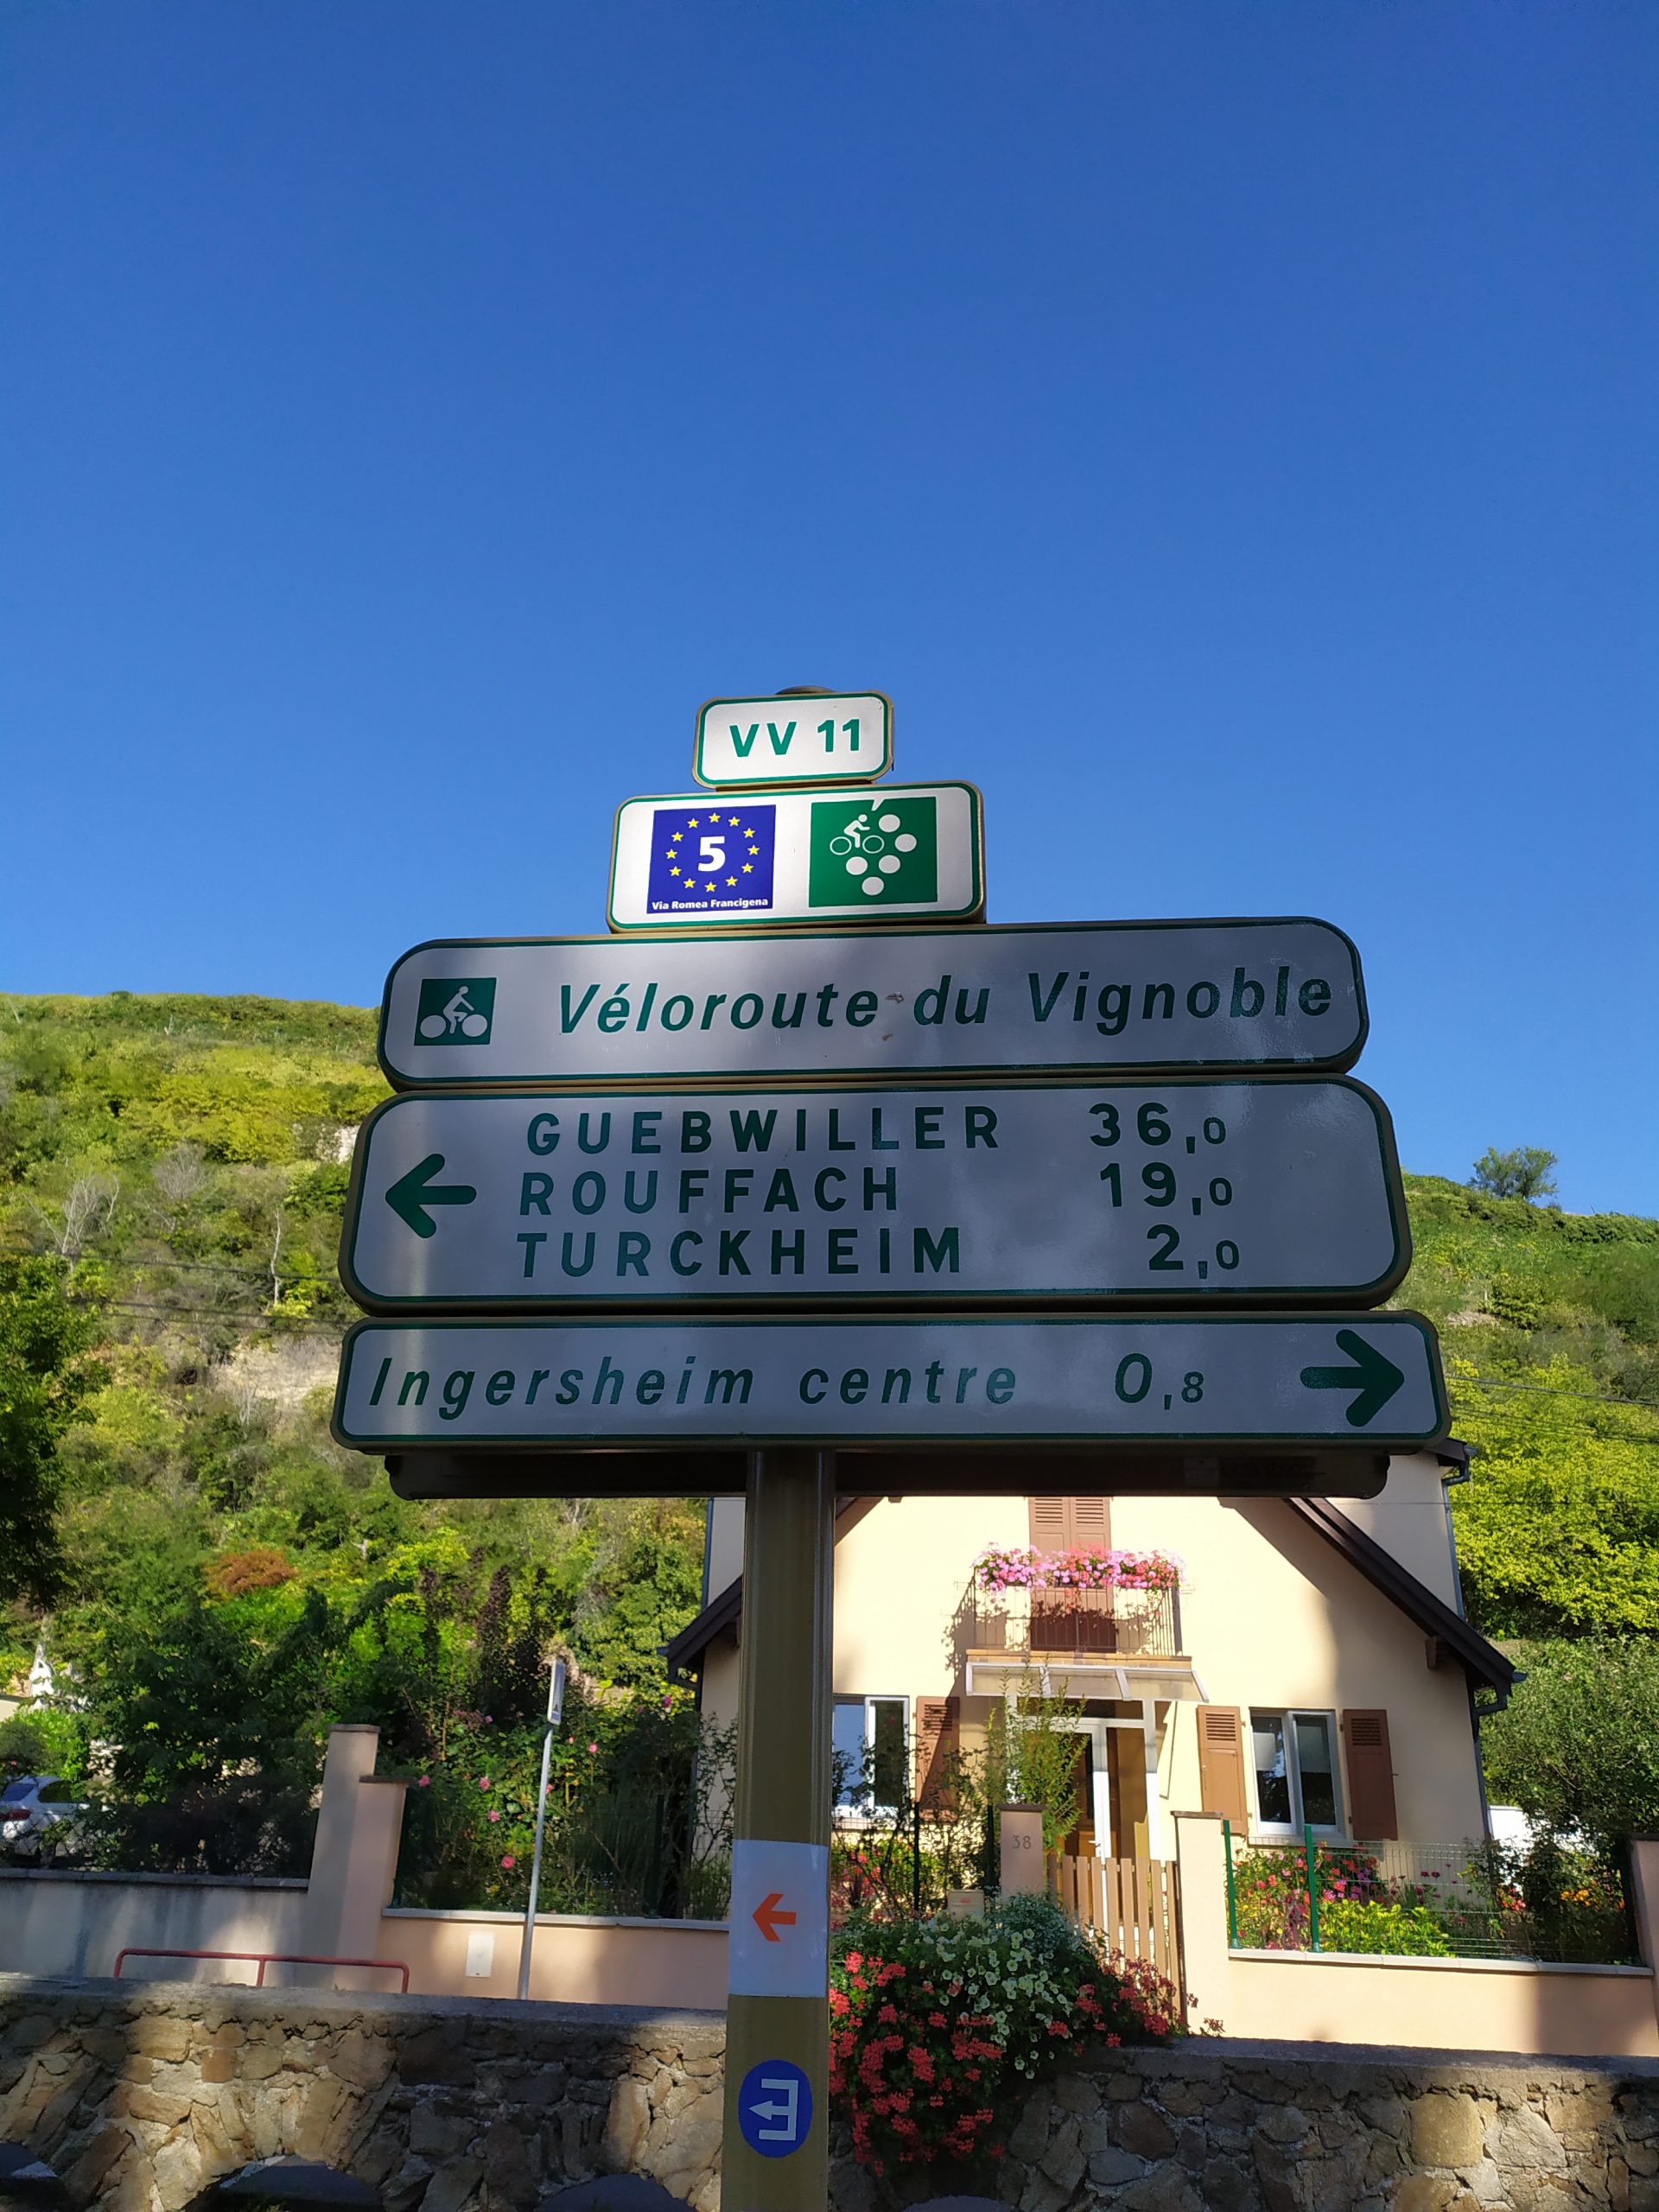 VV 11
5
Via Romea Francigena
Véloroute du Vignoble
GUEBWILLER 36,0
ROUFFACH 19,0
TURCKHEIM 2,0
Ingersheim centre 0,8
38